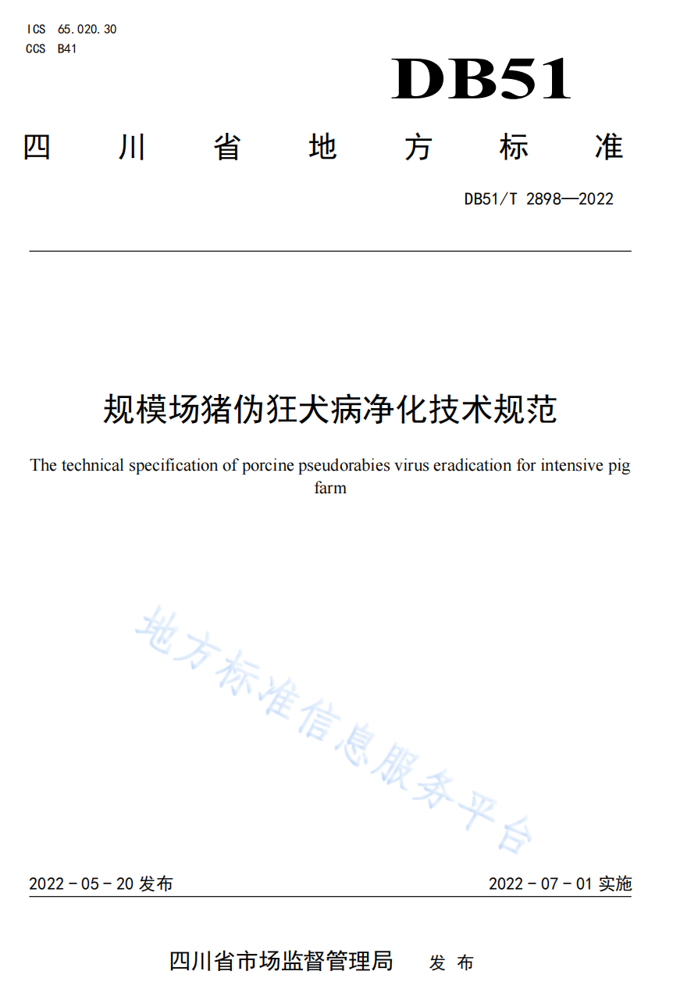 ICS 65.020.30
CCS B41
DB51
四川省地方标准
DB51/T 2898—2022
规模场猪伪狂犬病净化技术规范
The technical specification of porcine pseudorabies virus eradication for intensive pig
farm
地方标准信息服务平台
2022-05-20 发布 2022-07-01 实施
四川省市场监督管理局 发布